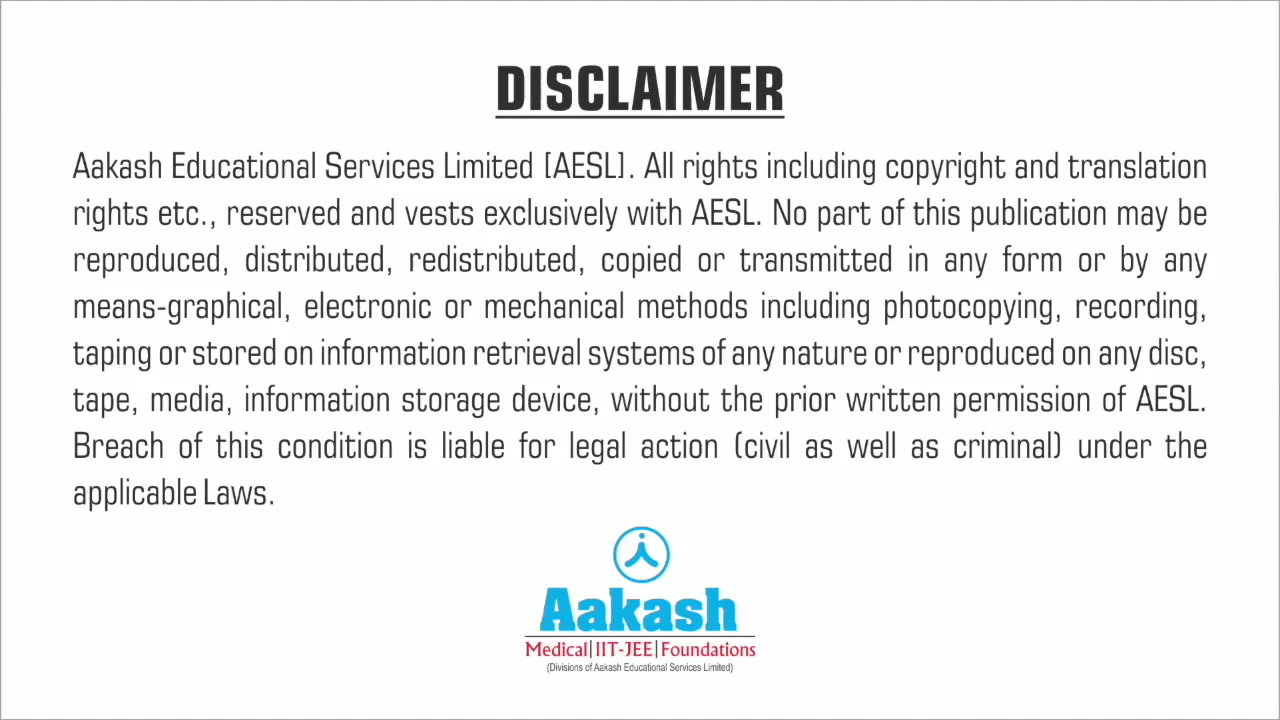 DISCLAIMER
Aakash Educational Services Limited [AESL]. All rights including copyright and translation
rights etc., reserved and vests exclusively with AESL. No part of this publication may be
reproduced, distributed, redistributed, copied or transmitted in any form or by any
means-graphical, electronic or mechanical methods including photocopying, recording,
taping or stored on information retrieval systems of any nature or reproduced on any disc,
tape, media, information storage device, without the prior written permission of AESL.
Breach of this condition is liable for legal action (civil as well as criminal) under the
applicable Laws.
Aakash
Medical|IIT-JEE|Foundations
(Divisions of Aakash Educational Services Limited)